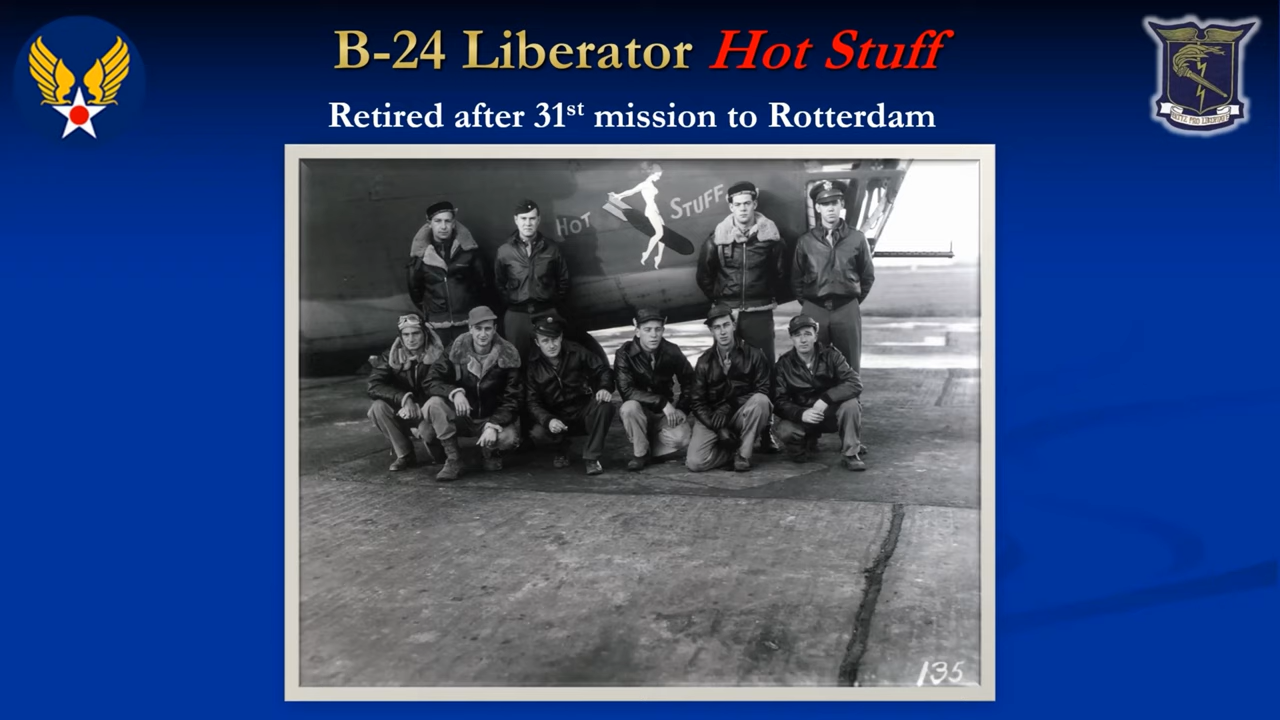 B-24 Liberator Hot Stuff
Retired after 31st mission to Rotterdam
HOT STUFF
135